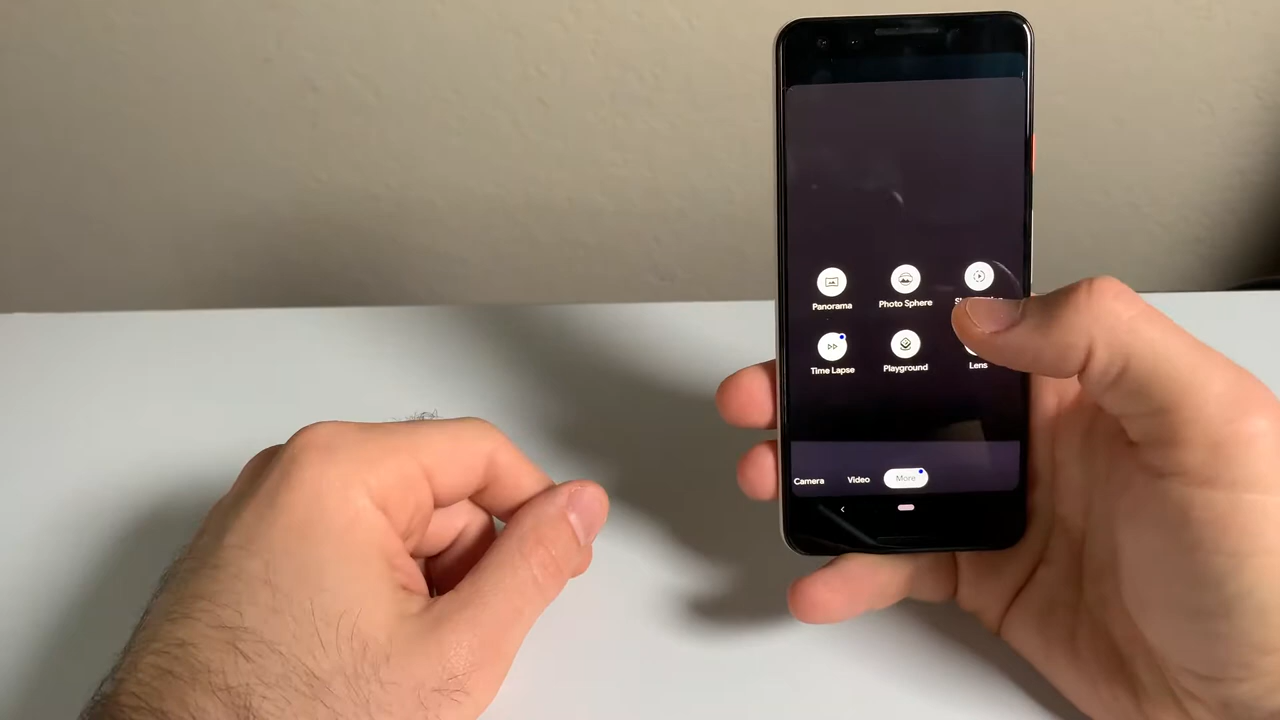 Panorama
Photo Sphere
Time Lapse
Playground
Lens
Camera
Video
More